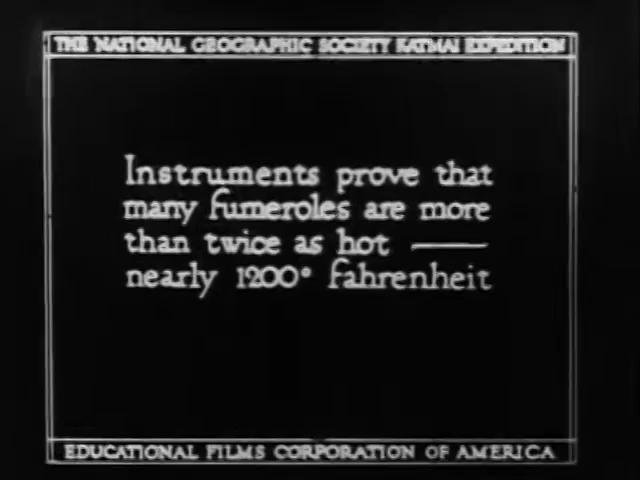 THE NATIONAL GEOGRAPHIC SOCIETY KATMAI EXPEDITION
Instruments prove that
many fumeroles are more
than twice as hot ——
nearly 1200° fahrenheit
EDUCATIONAL FILMS CORPORATION OF AMERICA